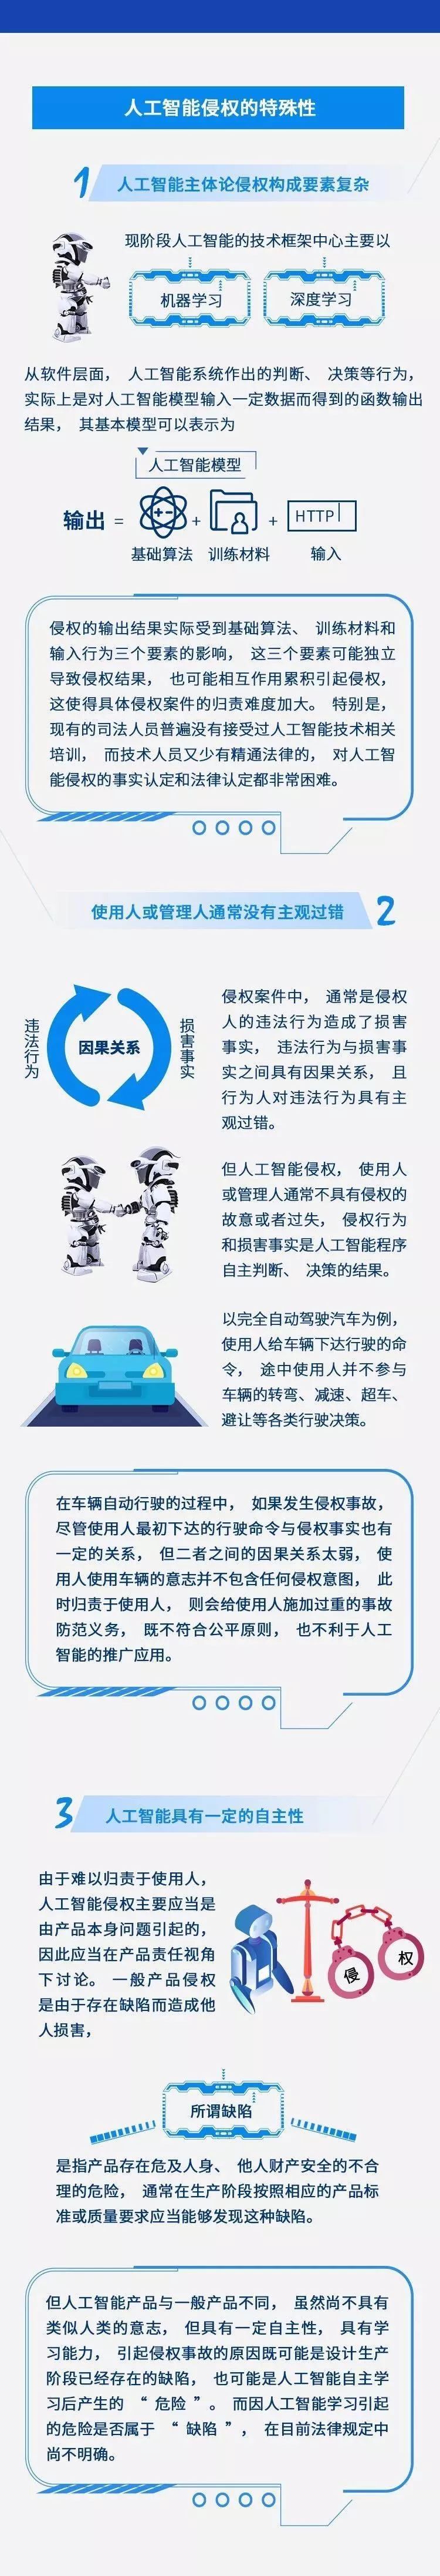 人工智能侵权的特殊性
1 人工智能主体论侵权构成要素复杂
现阶段人工智能的技术框架中心主要以
机器学习 深度学习
从软件层面， 人工智能系统作出的判断、 决策等行为，
实际上是对人工智能模型输入一定数据而得到的函数输出
结果， 其基本模型可以表示为
人工智能模型
输出 = + + HTTP
基础算法 训练材料 输入
侵权的输出结果实际受到基础算法、 训练材料和
输入行为三个要素的影响， 这三个要素可能独立
导致侵权结果， 也可能相互作用累积引起侵权，
这使得具体侵权案件的归责难度加大。 特别是，
现有的司法人员普遍没有接受过人工智能技术相关
培训， 而技术人员又少有精通法律的， 对人工智
能侵权的事实认定和法律认定都非常困难。
使用人或管理人通常没有主观过错 2
违法行为
因果关系
损害事实
侵权案件中， 通常是侵权
人的违法行为造成了损害
事实， 违法行为与损害事
实之间具有因果关系， 且
行为人对违法行为具有主
观过错。
但人工智能侵权， 使用人
或管理人通常不具有侵权的
故意或者过失， 侵权行为
和损害事实是人工智能程序
自主判断、 决策的结果。
以完全自动驾驶汽车为例，
使用人给车辆下达行驶的命
令， 途中使用人并不参与
车辆的转弯、减速、超车、
避让等各类行驶决策。
在车辆自动行驶的过程中， 如果发生侵权事故，
尽管使用人最初下达的行驶命令与侵权事实也有
一定的关系， 但二者之间的因果关系太弱， 使
用人使用车辆的意志并不包含任何侵权意图， 此
时归责于使用人， 则会给使用人施加过重的事故
防范义务， 既不符合公平原则， 也不利于人工
智能的推广应用。
3 人工智能具有一定的自主性
由于难以归责于使用人，
人工智能侵权主要应当是
由产品本身问题引起的，
因此应当在产品责任视角
下讨论。 一般产品侵权
是由于存在缺陷而造成他
人损害，
侵 权
所谓缺陷
是指产品存在危及人身、 他人财产安全的不合
理的危险， 通常在生产阶段按照相应的产品标
准或质量要求应当能够发现这种缺陷。
但人工智能产品与一般产品不同， 虽然尚不具有
类似人类的意志， 但具有一定自主性， 具有学
习能力， 引起侵权事故的原因既可能是设计生产
阶段已经存在的缺陷， 也可能是人工智能自主学
习后产生的 “ 危险 ” 。 而因人工智能学习引起
的危险是否属于 “ 缺陷 ” ， 在目前法律规定中
尚不明确。